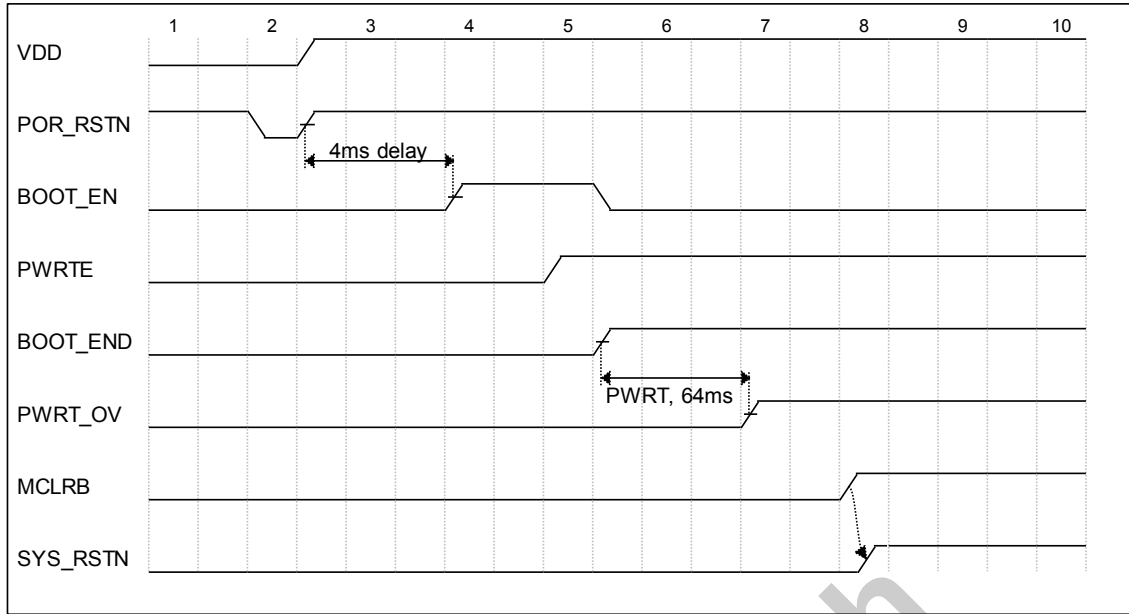 1 2 3 4 5 6 7 8 9 10
VDD
POR_RSTN
4ms delay
BOOT_EN
PWRTE
BOOT_END
PWRT, 64ms
PWRT_OV
MCLRB
SYS_RSTN